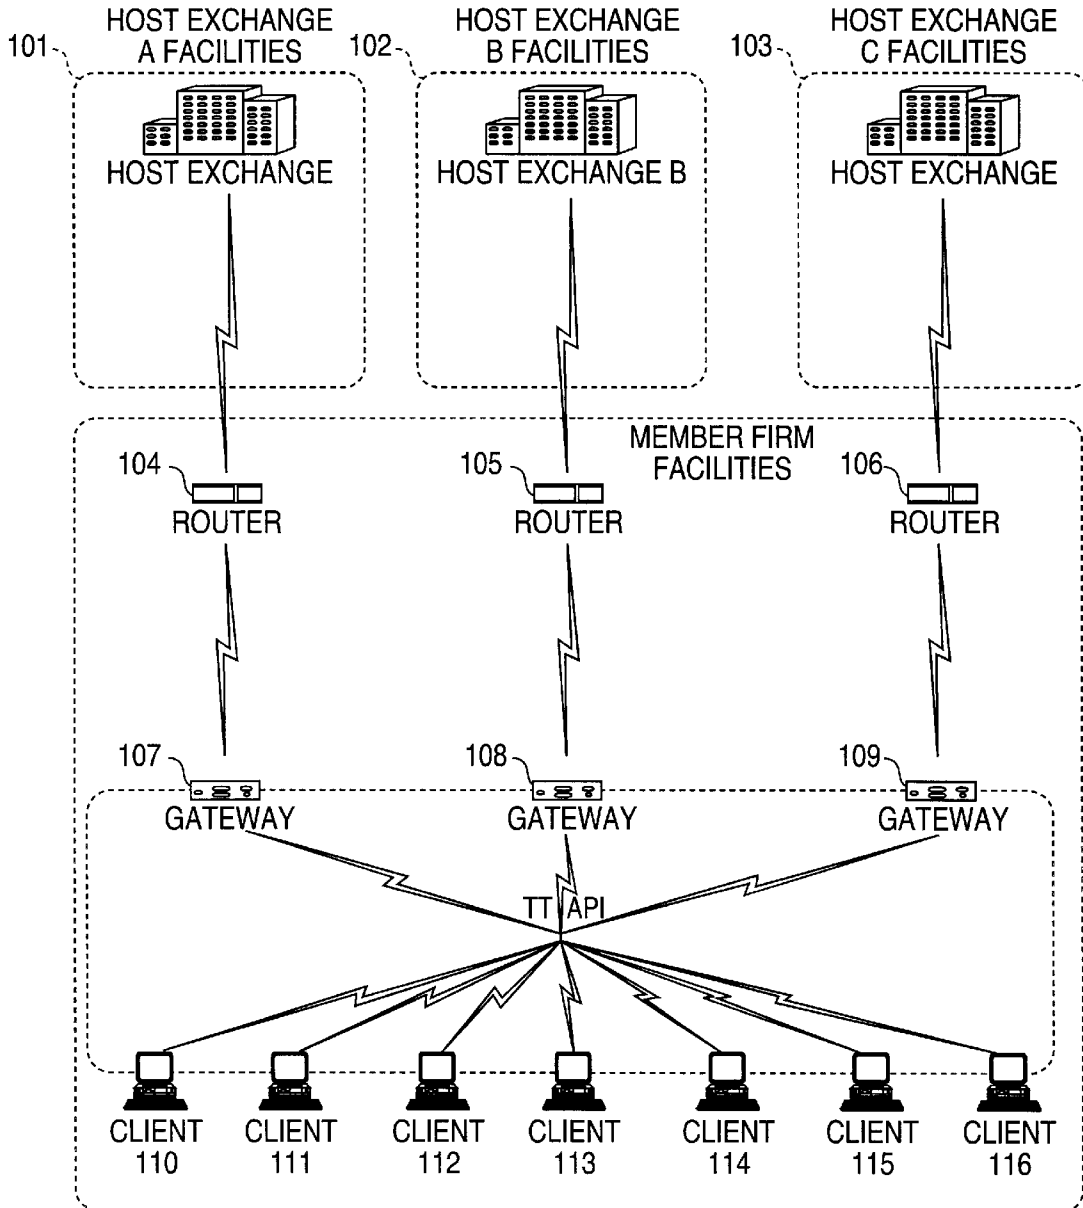 HOST EXCHANGE
A FACILITIES
HOST EXCHANGE
B FACILITIES
HOST EXCHANGE
C FACILITIES
101
102
103
HOST EXCHANGE
HOST EXCHANGE B
HOST EXCHANGE
MEMBER FIRM
FACILITIES
104
105
106
ROUTER
ROUTER
ROUTER
107
108
109
GATEWAY
GATEWAY
GATEWAY
TT API
CLIENT
110
CLIENT
111
CLIENT
112
CLIENT
113
CLIENT
114
CLIENT
115
CLIENT
116